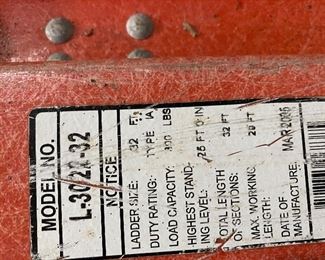 MODEL NO.
L-3022-32
NOTICE
LADDER SIZE: 32 FT.
DUTY RATING: TYPE IA
LOAD CAPACITY: 300 LBS
HIGHEST STAND-
ING LEVEL: 28 FT 0 IN
TOTAL LENGTH
OF SECTIONS: 32 FT
MAX. WORKING
LENGTH: 29 FT
DATE OF
MANUFACTURE: MAR 2005